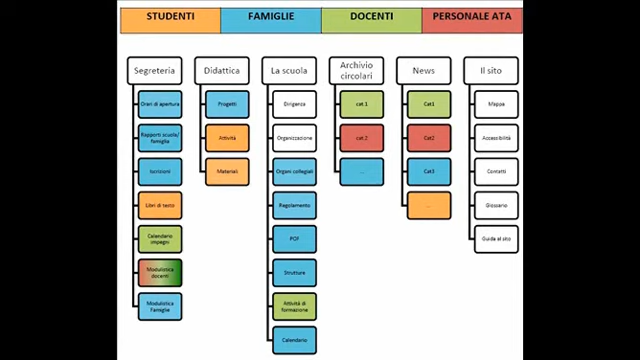 STUDENTI FAMIGLIE DOCENTI PERSONALE ATA
Segreteria
Orari di apertura
Rapporti scuola/
famiglia
Iscrizioni
Libri di testo
Calendario
impegni
Modulistica
docenti
Modulistica
Famiglie
Didattica
Progetti
Attività
Materiali
La scuola
Dirigenza
Organizzazione
Organi collegiali
Regolamento
POF
Strutture
Attività di
formazione
Calendario
Archivio
circolari
cat.1
cat.2
...
News
Cat1
Cat2
Cat3
...
Il sito
Mappa
Accessibilità
Contatti
Glossario
Guida al sito